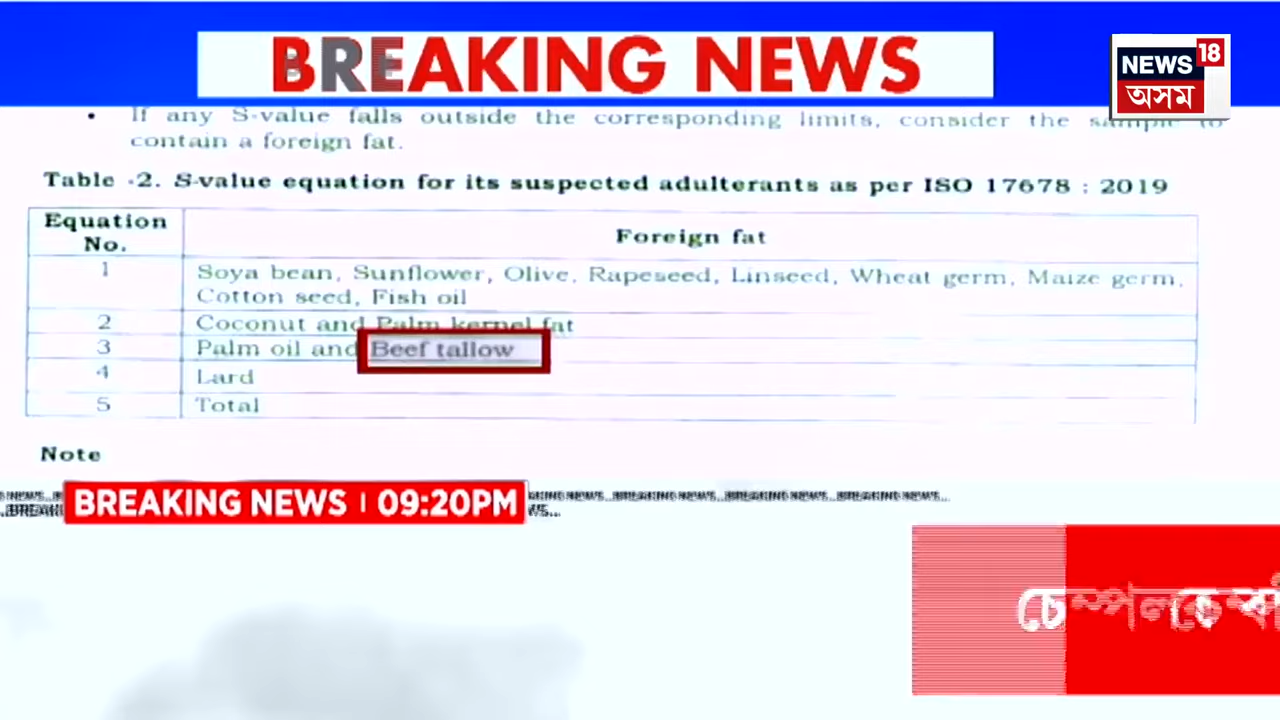 BREAKING NEWS
NEWS 18
অসম
• If any S-value falls outside the corresponding limits, consider the sample to
contain a foreign fat.
Table -2. S-value equation for its suspected adulterants as per ISO 17678 : 2019
Equation No. Foreign fat
1 Soya bean, Sunflower, Olive, Rapeseed, Linseed, Wheat germ, Maize germ,
Cotton seed, Fish oil
2 Coconut and Palm kernel fat
3 Palm oil and Beef tallow
4 Lard
5 Total
Note
BREAKING NEWS | 09:20PM